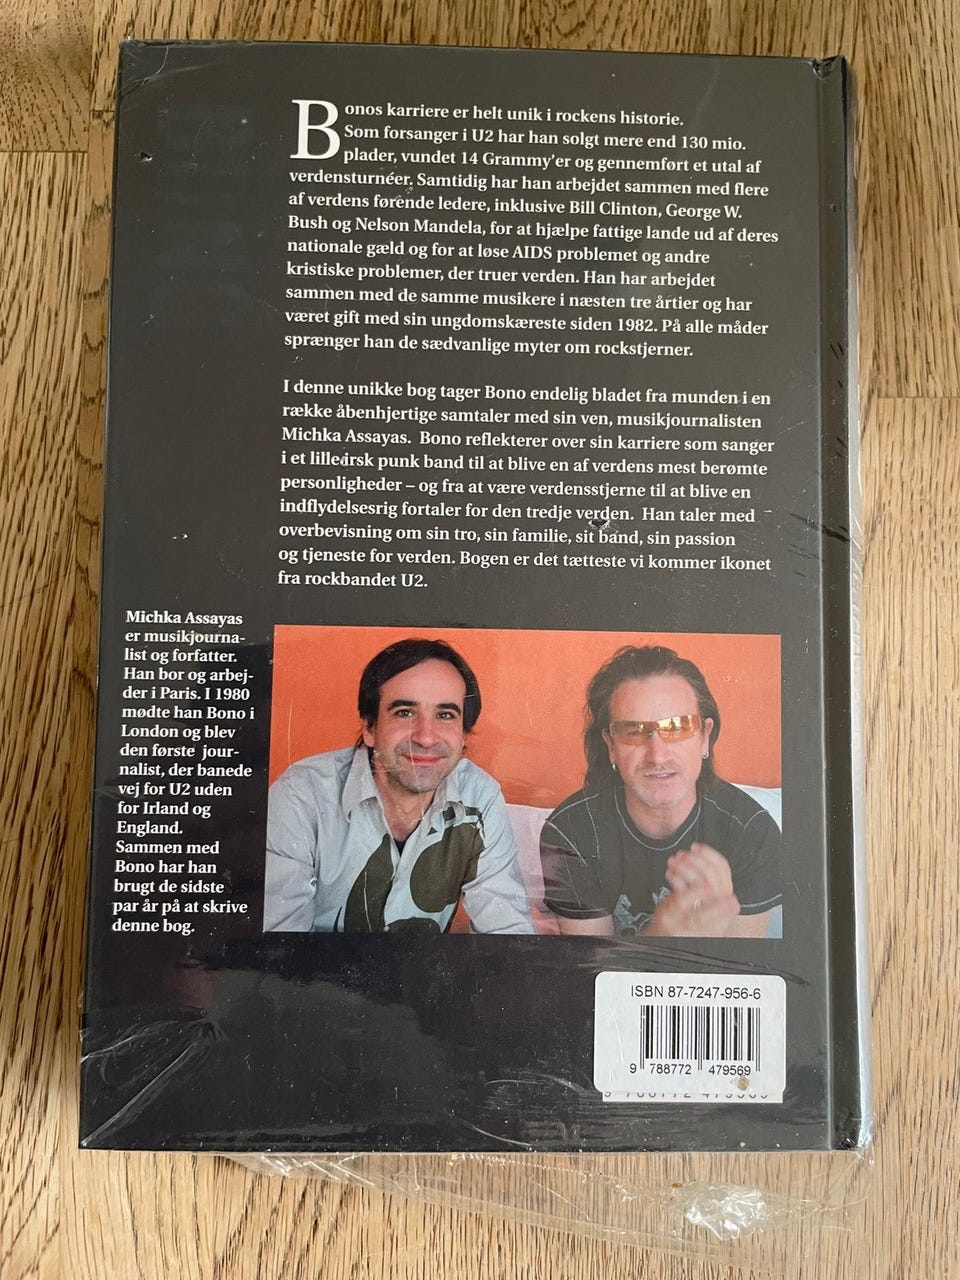 Bonos karriere er helt unik i rockens historie.
Som forsanger i U2 har han solgt mere end 130 mio.
plader, vundet 14 Grammy'er og gennemført et utal af
verdensturnéer. Samtidig har han arbejdet sammen med flere
af verdens førende ledere, inklusive Bill Clinton, George W.
Bush og Nelson Mandela, for at hjælpe fattige lande ud af deres
nationale gæld og for at løse AIDS problemet og andre
kristiske problemer, der truer verden. Han har arbejdet
sammen med de samme musikere i næsten tre årtier og har
været gift med sin ungdomskæreste siden 1982. På alle måder
sprænger han de sædvanlige myter om rockstjerner.
I denne unikke bog tager Bono endelig bladet fra munden i en
række åbenhjertige samtaler med sin ven, musikjournalisten
Michka Assayas. Bono reflekterer over sin karriere som sanger
i et lille irsk punk band til at blive en af verdens mest berømte
personligheder – og fra at være verdensstjerne til at blive en
indflydelsesrig fortaler for den tredje verden. Han taler med
overbevisning om sin tro, sin familie, sit band, sin passion
og tjeneste for verden. Bogen er det tætteste vi kommer ikonet
fra rockbandet U2.
Michka Assayas
er musikjourna-
list og forfatter.
Han bor og arbej-
der i Paris. I 1980
mødte han Bono i
London og blev
den første jour-
nalist, der banede
vej for U2 uden
for Irland og
England.
Sammen med
Bono har han
brugt de sidste
par år på at skrive
denne bog.
ISBN 87-7247-956-6
9 788772 479569